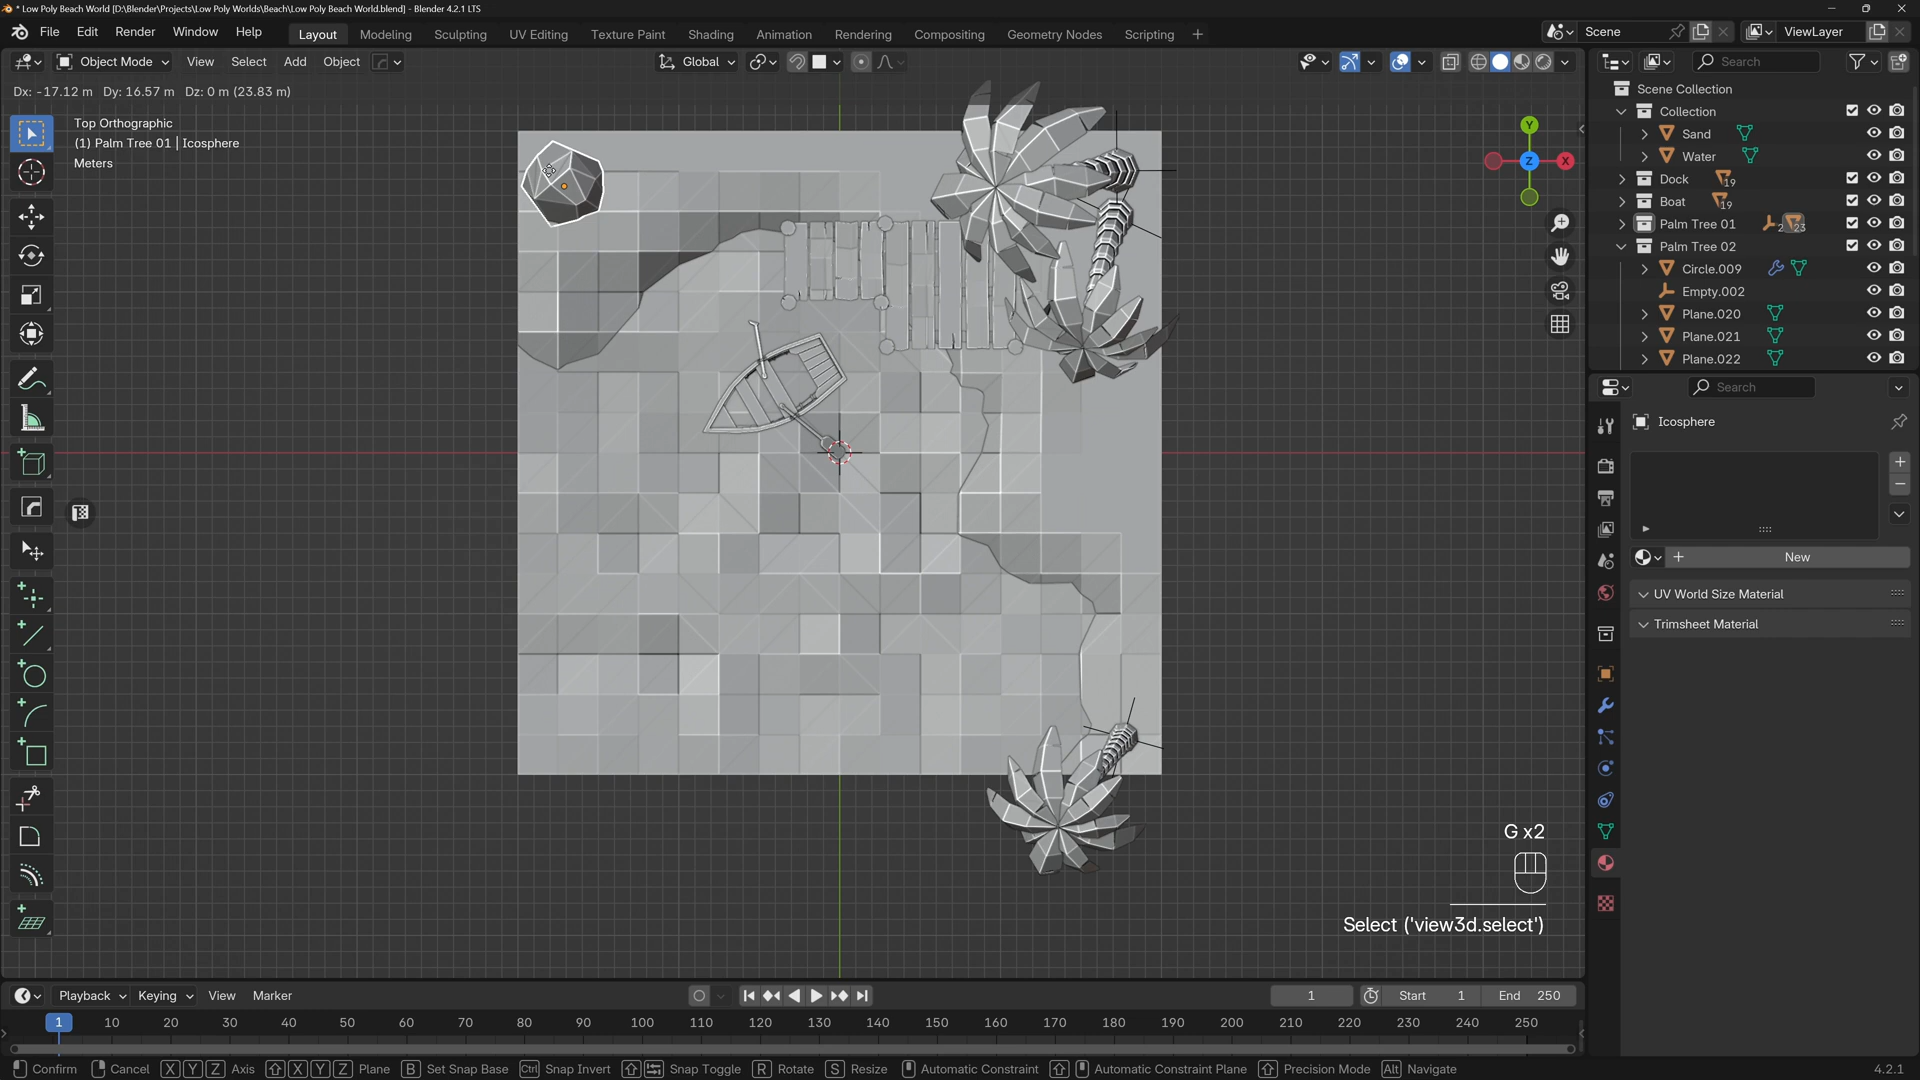 * Low Poly Beach World [D:\Blender\Projects\Low Poly Worlds\Beach\Low Poly Beach World.blend] - Blender 4.2.1 LTS
File Edit Render Window Help Layout Modeling Sculpting UV Editing Texture Paint Shading Animation Rendering Compositing Geometry Nodes Scripting + Scene ViewLayer
Object Mode View Select Add Object Global Search
Dx: -17.12 m Dy: 16.57 m Dz: 0 m (23.83 m)
Top Orthographic
(1) Palm Tree 01 | Icosphere
Meters
Y
X
Z
Scene Collection
Collection
Sand
Water
Dock 19
Boat 19
Palm Tree 01 2 23
Palm Tree 02
Circle.009
Empty.002
Plane.020
Plane.021
Plane.022
Search
Icosphere
New
UV World Size Material
Trimsheet Material
G x2
Select ('view3d.select')
Playback Keying View Marker 1 Start 1 End 250
1 10 20 30 40 50 60 70 80 90 100 110 120 130 140 150 160 170 180 190 200 210 220 230 240 250
Confirm Cancel X Y Z Axis X Y Z Plane B Set Snap Base Ctrl Snap Invert Snap Toggle R Rotate S Resize Automatic Constraint Automatic Constraint Plane Precision Mode Alt Navigate 4.2.1